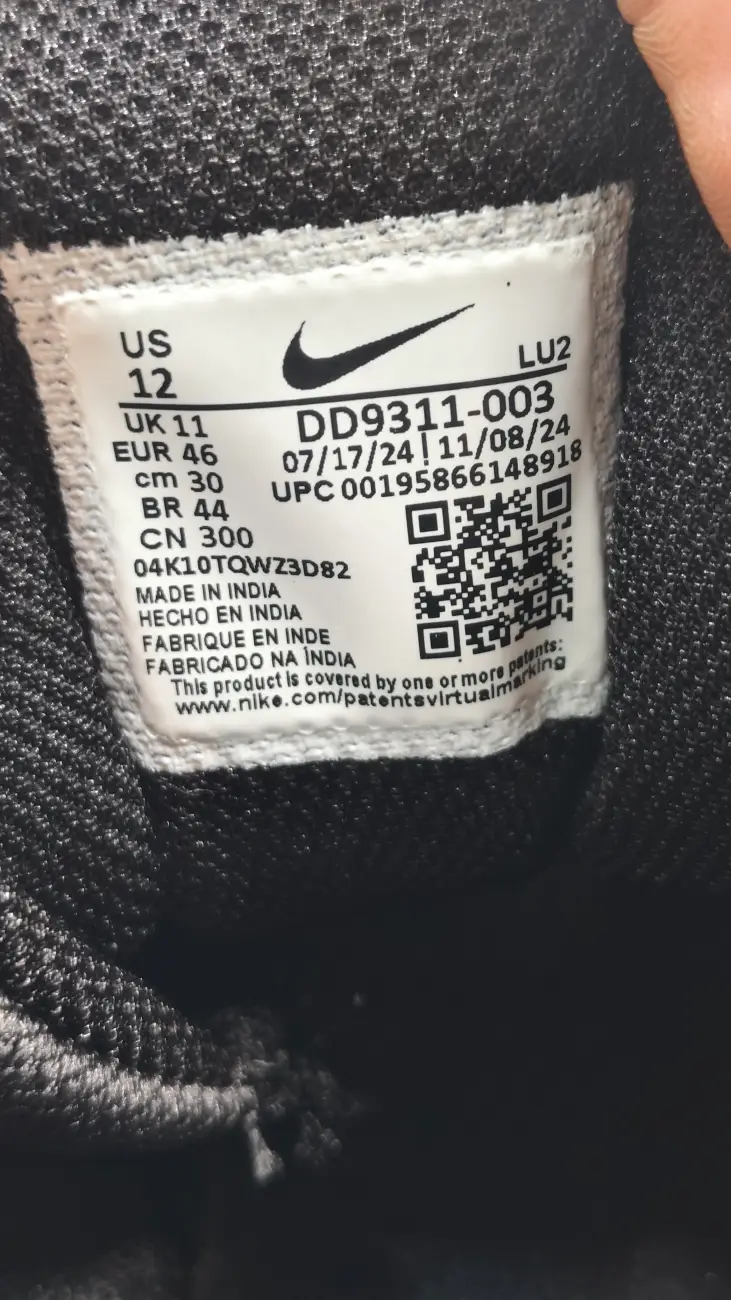 US
12
LU2
UK 11
EUR 46
cm 30
BR 44
CN 300
DD9311-003
07/17/24 | 11/08/24
UPC 00195866148918
04K10TQWZ3D82
MADE IN INDIA
HECHO EN INDIA
FABRIQUE EN INDE
FABRICADO NA ÍNDIA
This product is covered by one or more patents:
www.nike.com/patentsvirtualmarking